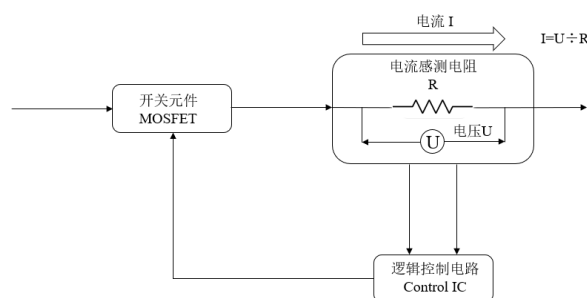 电流 I
I=U÷R
电流感测电阻
R
开关元件
MOSFET
电压U
U
逻辑控制电路
Control IC